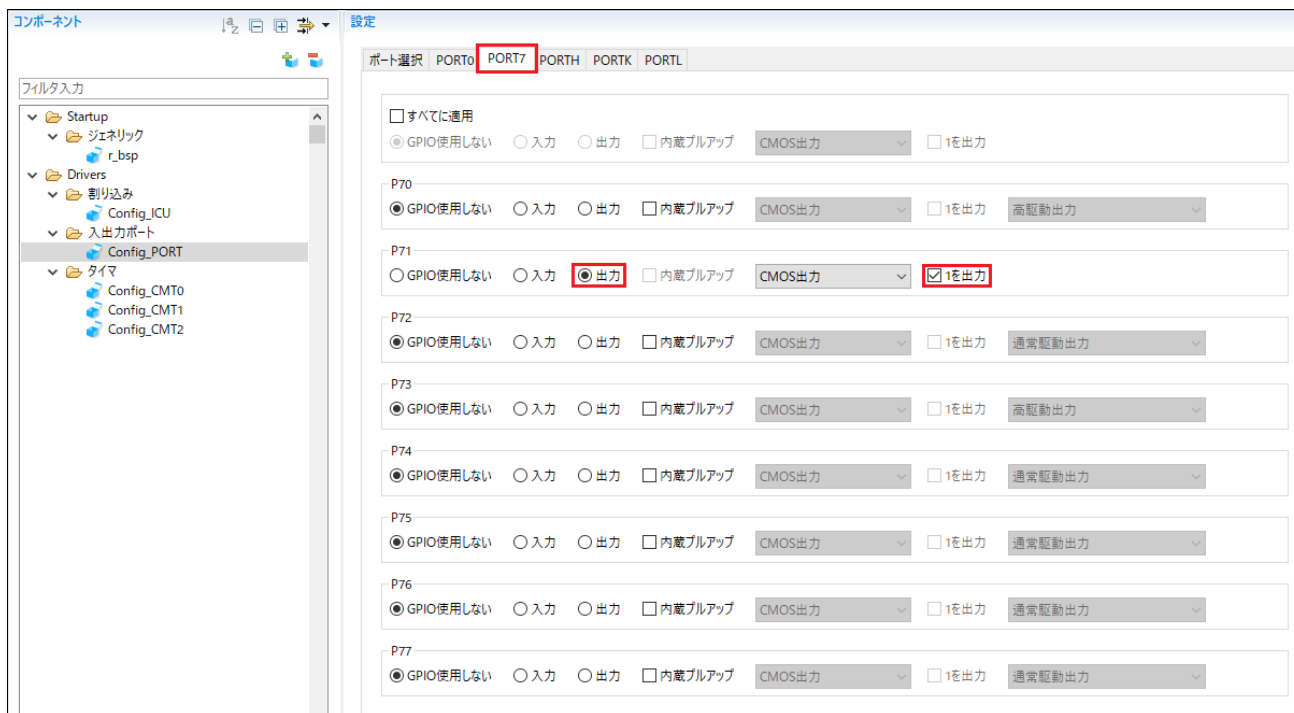 コンポーネント
設定
ポート選択 PORT0 PORT7 PORTH PORTK PORTL
フィルタ入力
Startup
ジェネリック
r_bsp
Drivers
割り込み
Config_ICU
入出力ポート
Config_PORT
タイマ
Config_CMT0
Config_CMT1
Config_CMT2
すべてに適用
GPIO使用しない 入力 出力 内蔵プルアップ CMOS出力 1を出力
P70
GPIO使用しない 入力 出力 内蔵プルアップ CMOS出力 1を出力 高駆動出力
P71
GPIO使用しない 入力 出力 内蔵プルアップ CMOS出力 1を出力
P72
GPIO使用しない 入力 出力 内蔵プルアップ CMOS出力 1を出力 通常駆動出力
P73
GPIO使用しない 入力 出力 内蔵プルアップ CMOS出力 1を出力 高駆動出力
P74
GPIO使用しない 入力 出力 内蔵プルアップ CMOS出力 1を出力 通常駆動出力
P75
GPIO使用しない 入力 出力 内蔵プルアップ CMOS出力 1を出力 通常駆動出力
P76
GPIO使用しない 入力 出力 内蔵プルアップ CMOS出力 1を出力 通常駆動出力
P77
GPIO使用しない 入力 出力 内蔵プルアップ CMOS出力 1を出力 通常駆動出力